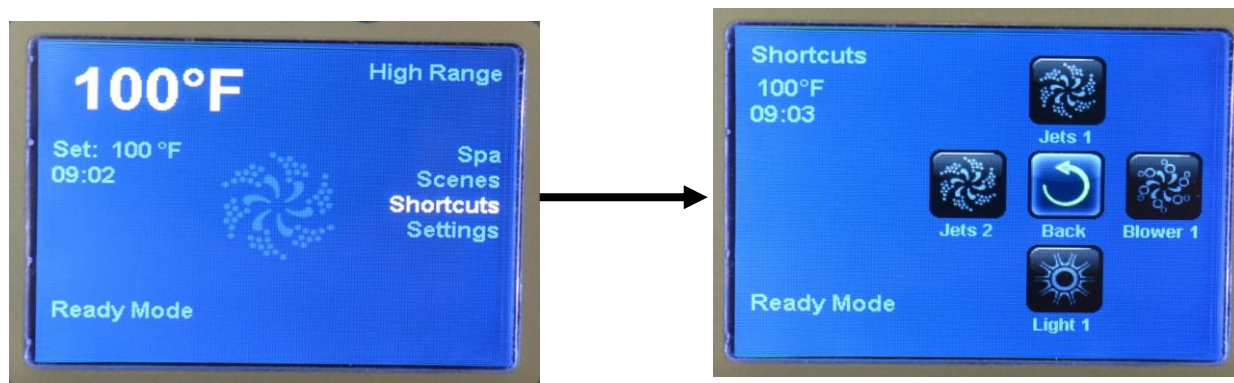 100°F
High Range
Set: 100 °F
09:02
Spa
Scenes
Shortcuts
Settings
Ready Mode
Shortcuts
100°F
09:03
Jets 1
Jets 2
Back
Blower 1
Light 1
Ready Mode